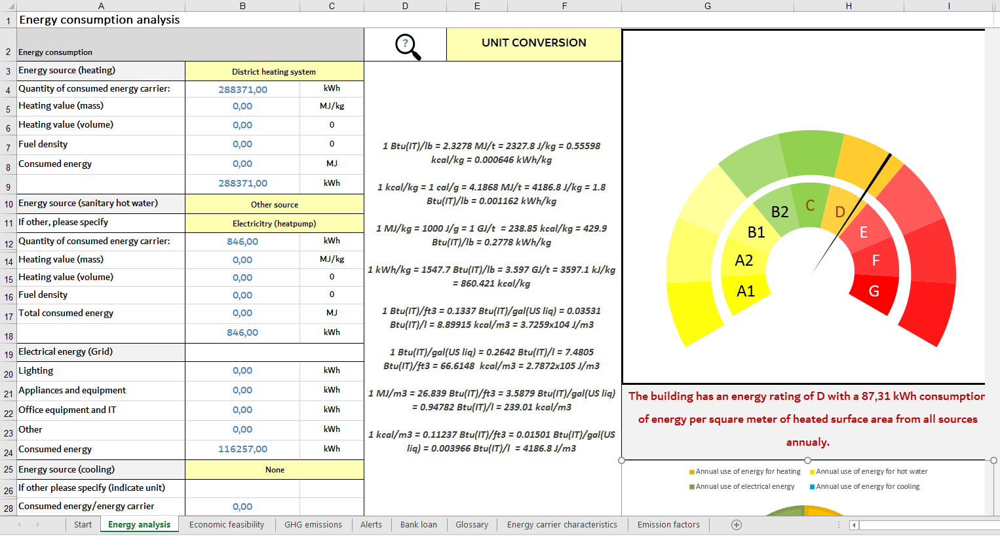 A B C D E F G H I
1 Energy consumption analysis
2 Energy consumption ? UNIT CONVERSION
3 Energy source (heating) District heating system
4 Quantity of consumed energy carrier: 288371,00 kWh
5 Heating value (mass) 0,00 MJ/kg
6 Heating value (volume) 0,00 0
7 Fuel density 0,00 0
8 Consumed energy 0,00 MJ
9 288371,00 kWh
10 Energy source (sanitary hot water) Other source
11 If other, please specify Electricitry (heatpump)
12 Quantity of consumed energy carrier: 846,00 kWh
14 Heating value (mass) 0,00 MJ/kg
15 Heating value (volume) 0,00 0
16 Fuel density 0,00 0
17 Total consumed energy 0,00 MJ
18 846,00 kWh
19 Electrical energy (Grid)
20 Lighting 0,00 kWh
21 Appliances and equipment 0,00 kWh
22 Office equipment and IT 0,00 kWh
23 Other 0,00 kWh
24 Consumed energy 116257,00 kWh
25 Energy source (cooling) None
26 If other please specify (indicate unit)
28 Consumed energy/energy carrier 0,00
1 Btu(IT)/lb = 2.3278 MJ/t = 2327.8 J/kg = 0.55598
kcal/kg = 0.000646 kWh/kg
1 kcal/kg = 1 cal/g = 4.1868 MJ/t = 4186.8 J/kg = 1.8
Btu(IT)/lb = 0.001162 kWh/kg
1 MJ/kg = 1000 J/g = 1 GJ/t = 238.85 kcal/kg = 429.9
Btu(IT)/lb = 0.2778 kWh/kg
1 kWh/kg = 1547.7 Btu(IT)/lb = 3.597 GJ/t = 3597.1 kJ/kg
= 860.421 kcal/kg
1 Btu(IT)/ft3 = 0.1337 Btu(IT)/gal(US liq) = 0.03531
Btu(IT)/l = 8.89915 kcal/m3 = 3.7259x104 J/m3
1 Btu(IT)/gal(US liq) = 0.2642 Btu(IT)/l = 7.4805
Btu(IT)/ft3 = 66.6148 kcal/m3 = 2.7872x105 J/m3
1 MJ/m3 = 26.839 Btu(IT)/ft3 = 3.5879 Btu(IT)/gal(US liq)
= 0.94782 Btu(IT)/l = 239.01 kcal/m3
1 kcal/m3 = 0.11237 Btu(IT)/ft3 = 0.01501 Btu(IT)/gal(US
liq) = 0.003966 Btu(IT)/l = 4186.8 J/m3
A1
A2
B1
B2
C
D
E
F
G
The building has an energy rating of D with a 87,31 kWh consumption
of energy per square meter of heated surface area from all sources
annualy.
Annual use of energy for heating Annual use of energy for hot water
Annual use of electrical energy Annual use of energy for cooling
Start Energy analysis Economic feasibility GHG emissions Alerts Bank loan Glossary Energy carrier characteristics Emission factors